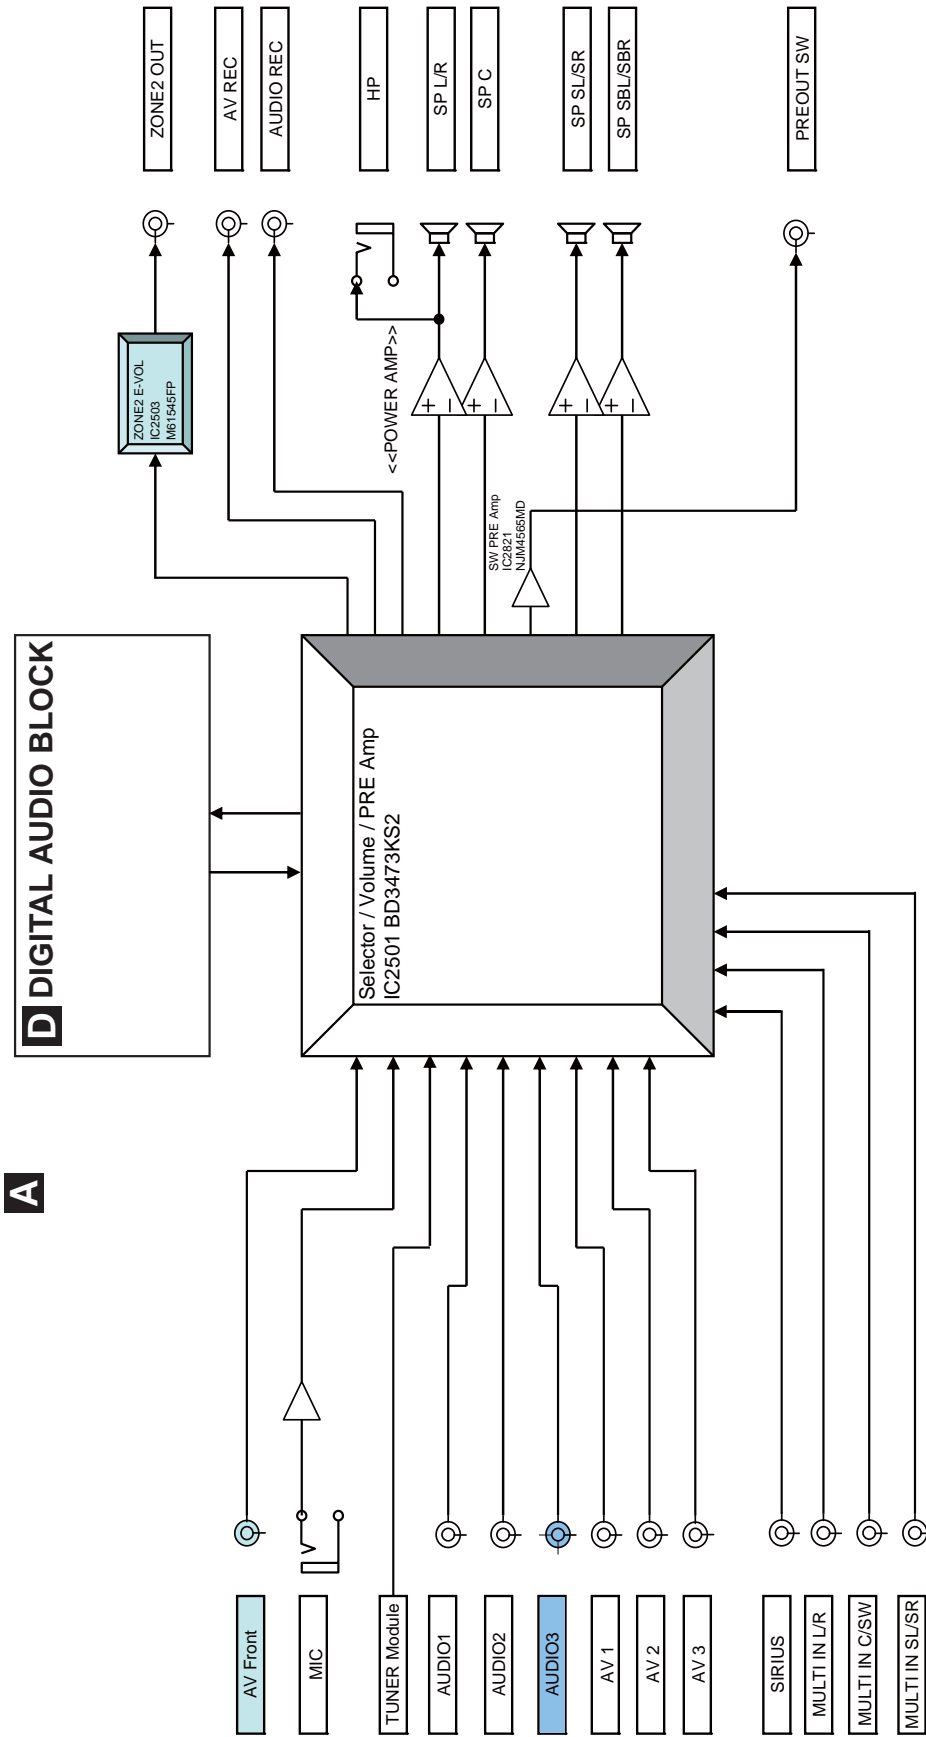 A
D DIGITAL AUDIO BLOCK
AV Front
MIC
TUNER Module
AUDIO1
AUDIO2
AUDIO3
AV 1
AV 2
AV 3
SIRIUS
MULTI IN L/R
MULTI IN C/SW
MULTI IN SL/SR
Selector / Volume / PRE Amp
IC2501 BD3473KS2
ZONE2 E-VOL
IC2503
M61545FP
<<POWER AMP>>
+ −
+ −
+ −
+ −
SW PRE Amp
IC2821
NJM4565MD
ZONE2 OUT
AV REC
AUDIO REC
HP
SP L/R
SP C
SP SL/SR
SP SBL/SBR
PREOUT SW